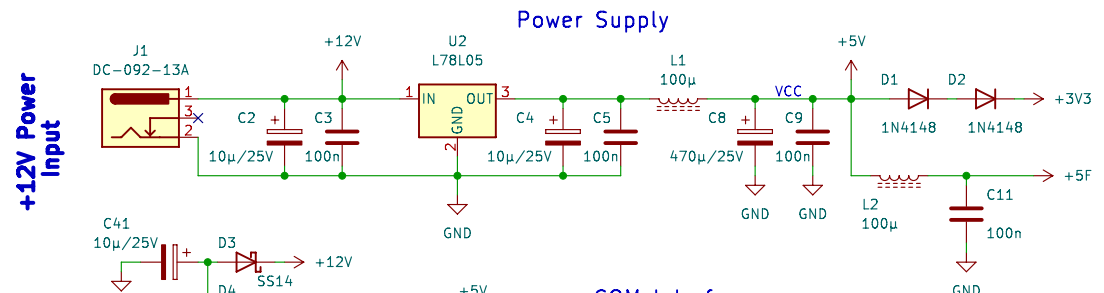 Power Supply
+12V Power
Input
J1
DC-092-13A
1
3
2
+12V
C2
+
10µ/25V
C3
100n
U2
L78L05
1
IN
OUT
3
GND
2
GND
C4
+
10µ/25V
C5
100n
L1
100µ
C8
+
470µ/25V
GND
VCC
C9
100n
GND
+5V
D1
1N4148
D2
1N4148
+3V3
L2
100µ
+5F
C11
100n
GND
C41
10µ/25V
+
D3
SS14
+12V
D4
+5V